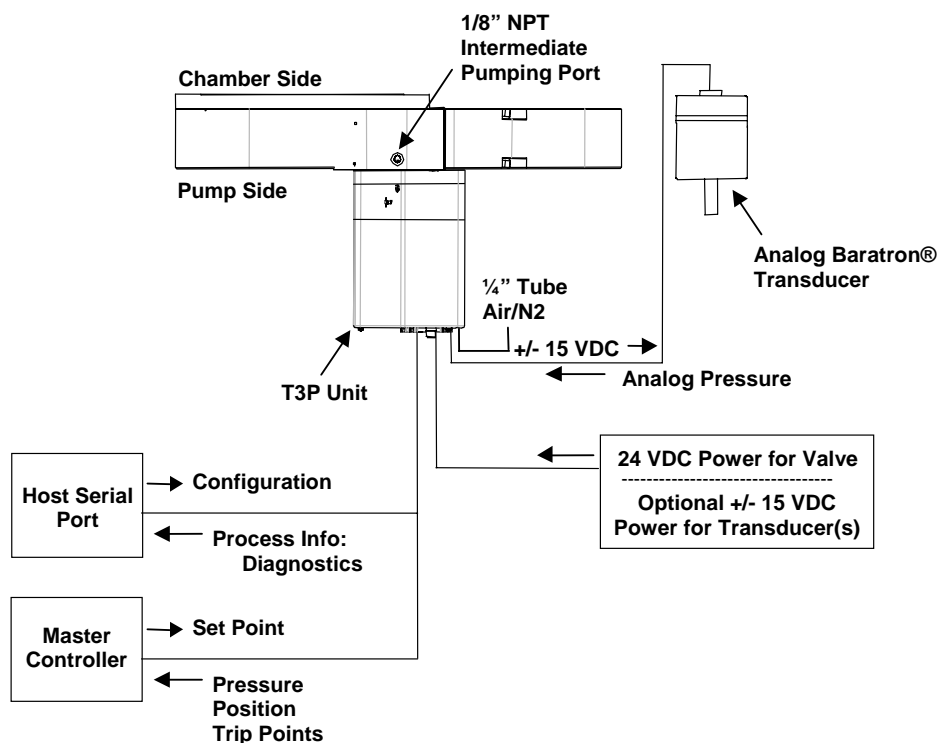 1/8” NPT
Intermediate
Pumping Port
Chamber Side
Pump Side
Analog Baratron®
Transducer
¼” Tube
Air/N2
+/- 15 VDC
Analog Pressure
T3P Unit
24 VDC Power for Valve
----------------------------------
Optional +/- 15 VDC
Power for Transducer(s)
Host Serial
Port
Configuration
Process Info:
Diagnostics
Master
Controller
Set Point
Pressure
Position
Trip Points